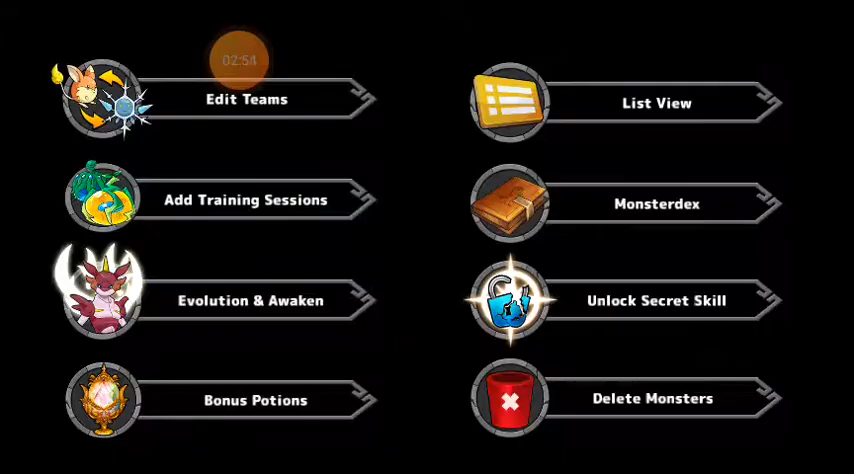 02:54
Edit Teams
List View
Add Training Sessions
Monsterdex
Evolution & Awaken
Unlock Secret Skill
Bonus Potions
Delete Monsters